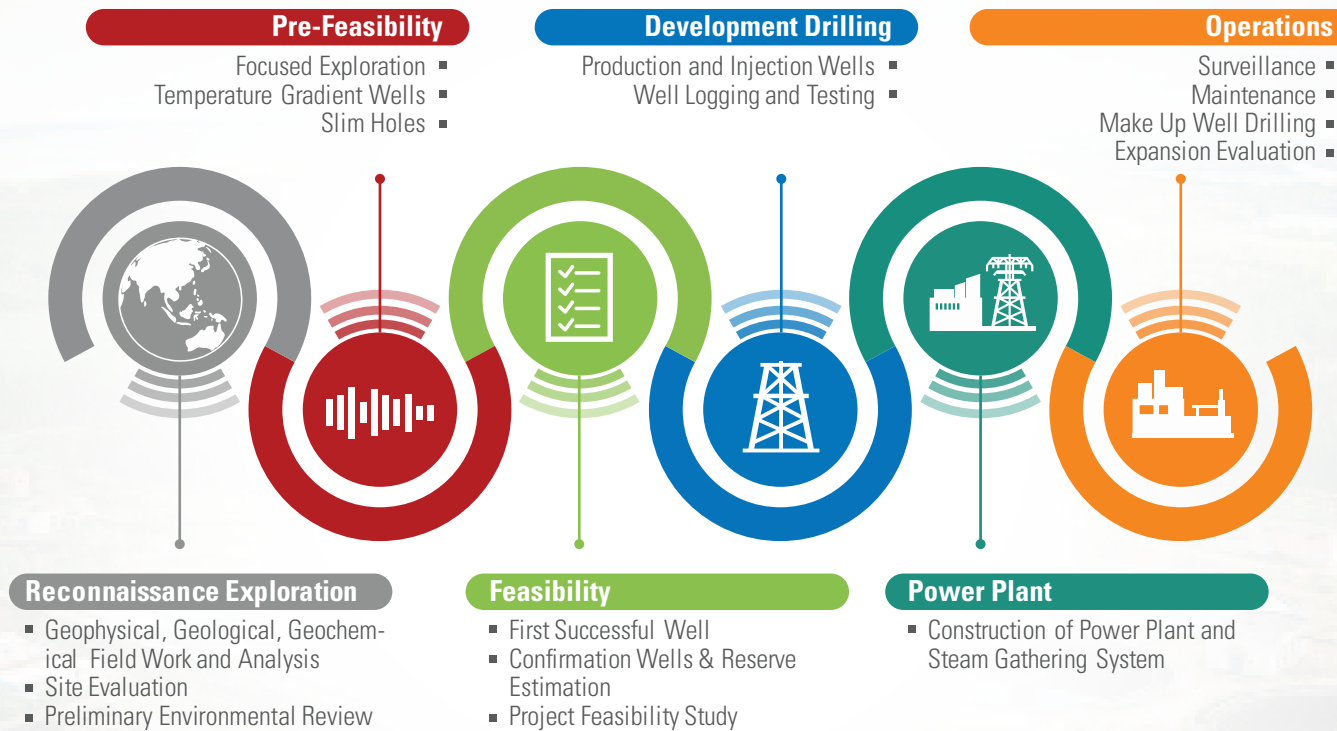 Pre-Feasibility
Focused Exploration
Temperature Gradient Wells
Slim Holes
Development Drilling
Production and Injection Wells
Well Logging and Testing
Operations
Surveillance
Maintenance
Make Up Well Drilling
Expansion Evaluation
Reconnaissance Exploration
Geophysical, Geological, Geochem-
ical Field Work and Analysis
Site Evaluation
Preliminary Environmental Review
Feasibility
First Successful Well
Confirmation Wells & Reserve
Estimation
Project Feasibility Study
Power Plant
Construction of Power Plant and
Steam Gathering System